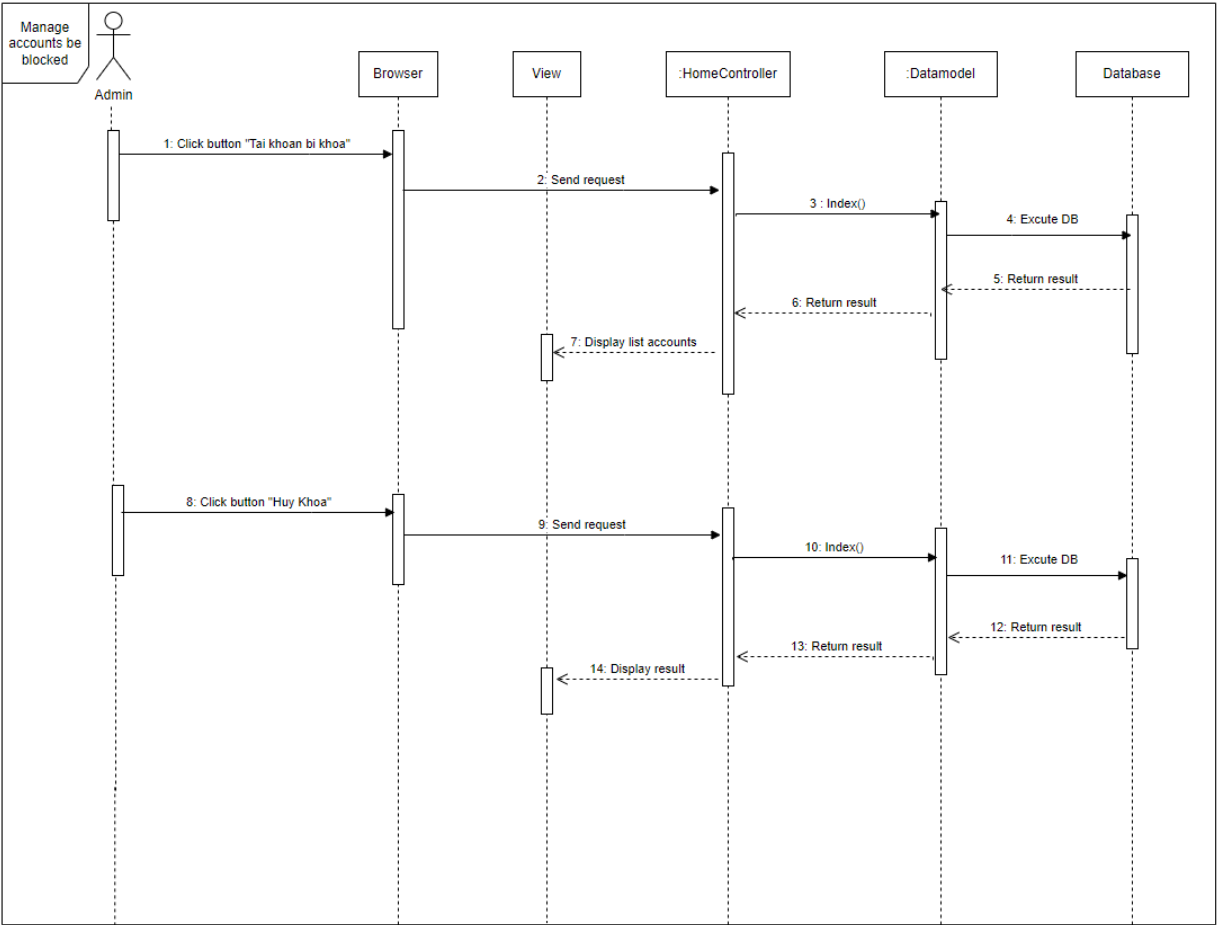 Manage
accounts be
blocked
Admin
Browser
View
:HomeController
:Datamodel
Database
1: Click button "Tai khoan bi khoa"
2: Send request
3 : Index()
4: Excute DB
5: Return result
6: Return result
7: Display list accounts
8: Click button "Huy Khoa"
9: Send request
10: Index()
11: Excute DB
12: Return result
13: Return result
14: Display result